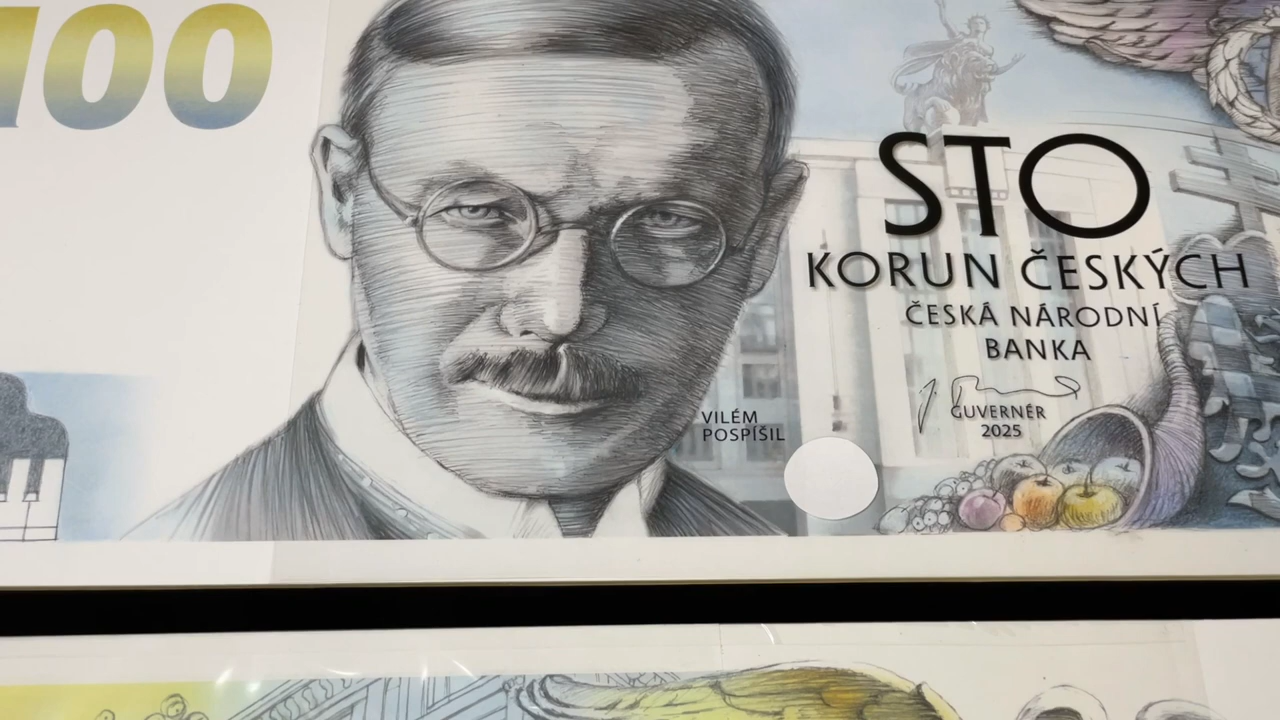 100
STO
KORUN ČESKÝCH
ČESKÁ NÁRODNÍ
BANKA
GUVERNÉR
2025
VILÉM
POSPÍŠIL